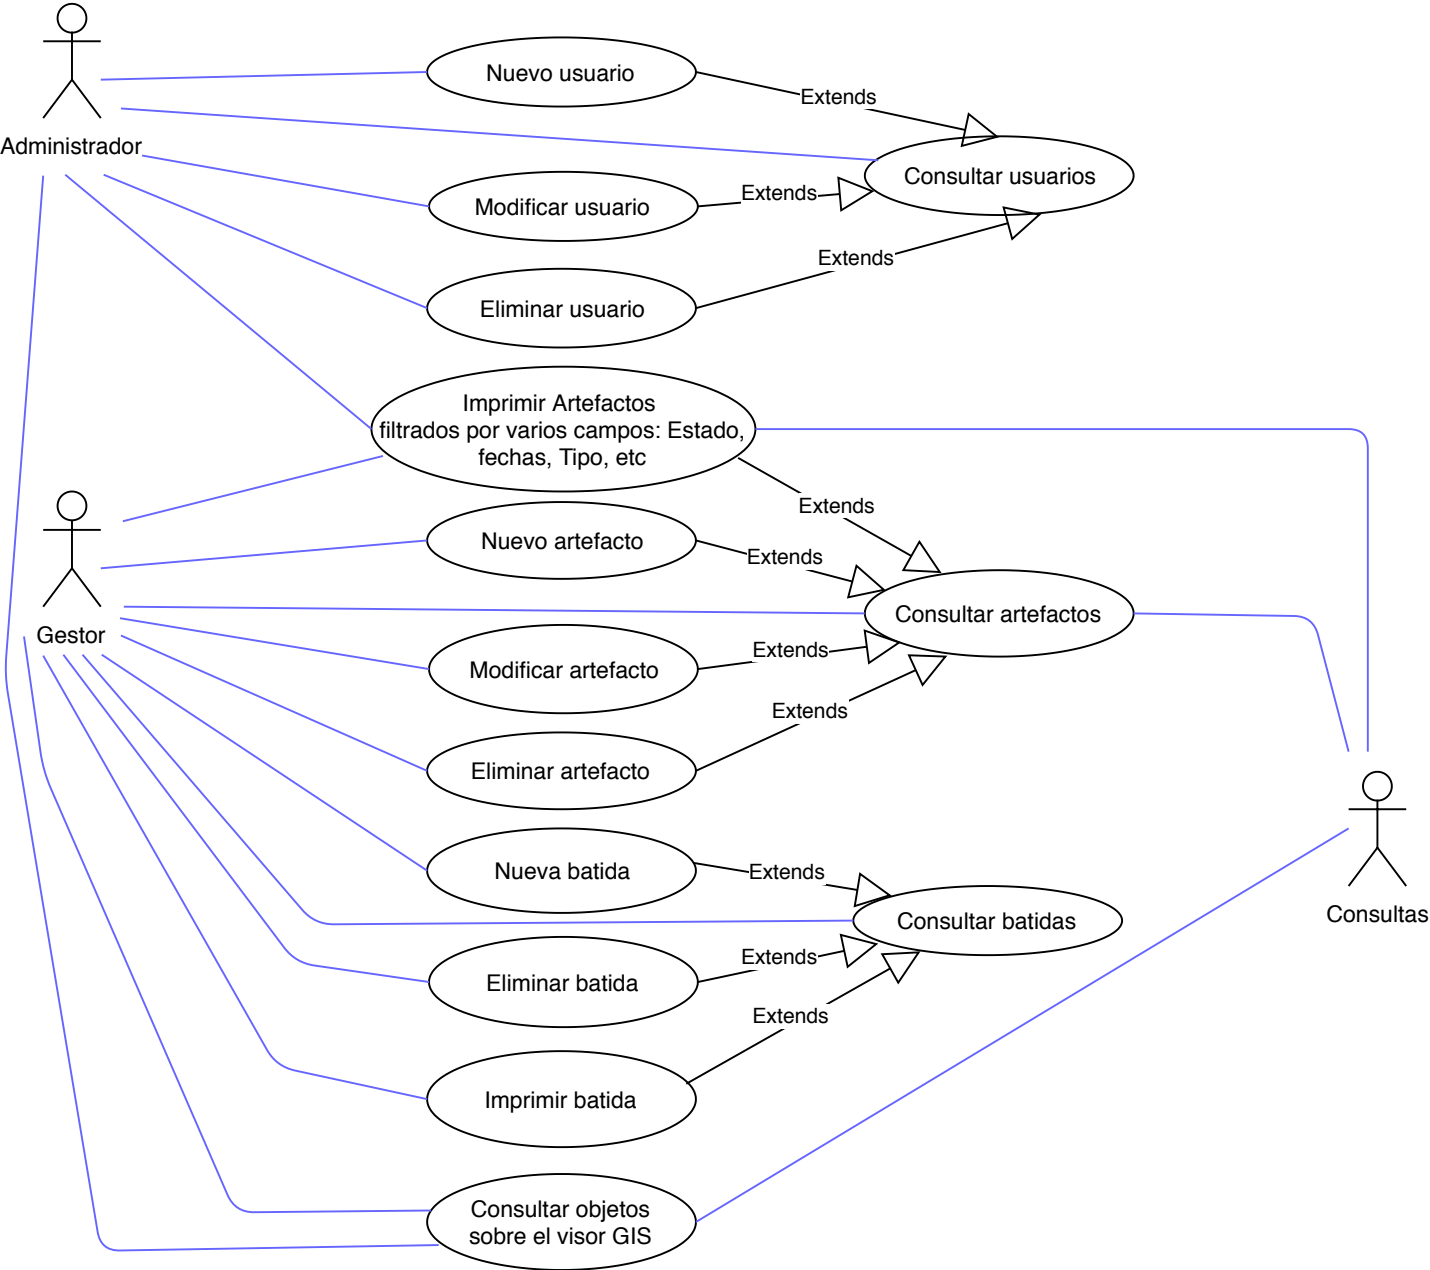 Nuevo usuario
Extends
Administrador
Consultar usuarios
Modificar usuario
Extends
Extends
Eliminar usuario
Imprimir Artefactos
filtrados por varios campos: Estado,
fechas, Tipo, etc
Extends
Nuevo artefacto
Extends
Consultar artefactos
Gestor
Extends
Modificar artefacto
Extends
Eliminar artefacto
Nueva batida
Extends
Consultar batidas
Consultas
Extends
Eliminar batida
Extends
Imprimir batida
Consultar objetos
sobre el visor GIS